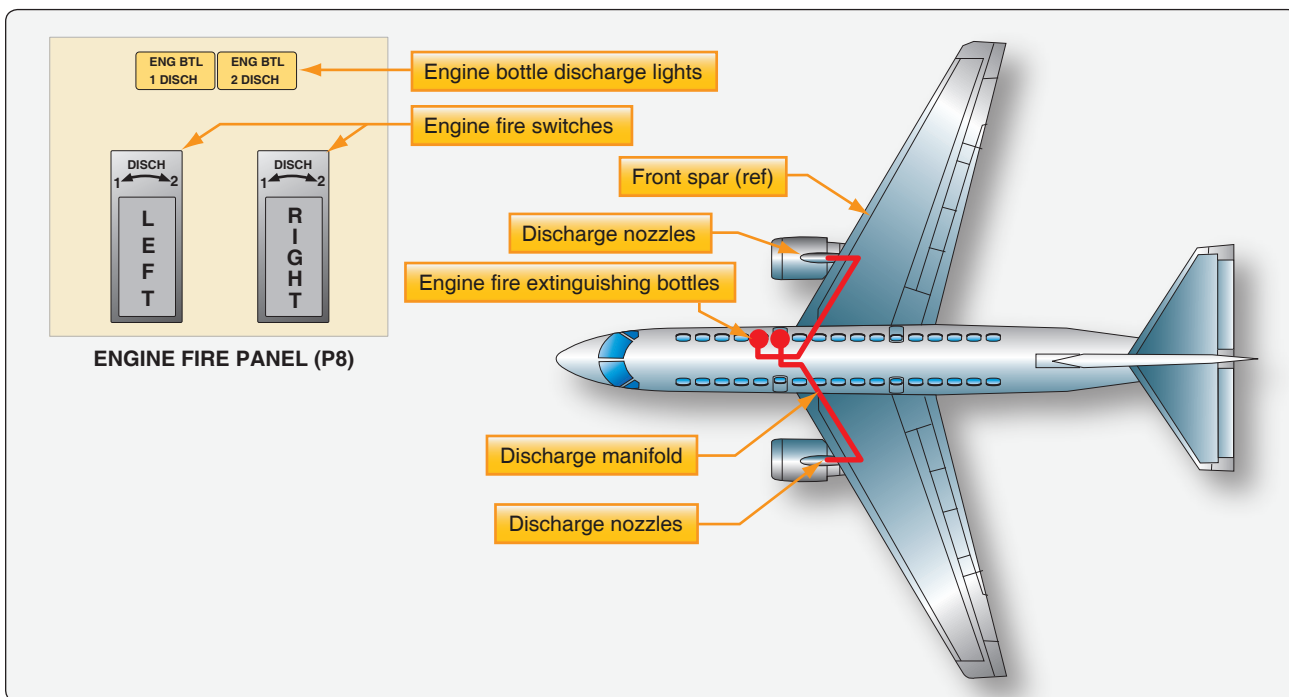 ENG BTL
1 DISCH
ENG BTL
2 DISCH
Engine bottle discharge lights
Engine fire switches
DISCH
1 2
LEFT
DISCH
1 2
RIGHT
ENGINE FIRE PANEL (P8)
Front spar (ref)
Discharge nozzles
Engine fire extinguishing bottles
Discharge manifold
Discharge nozzles